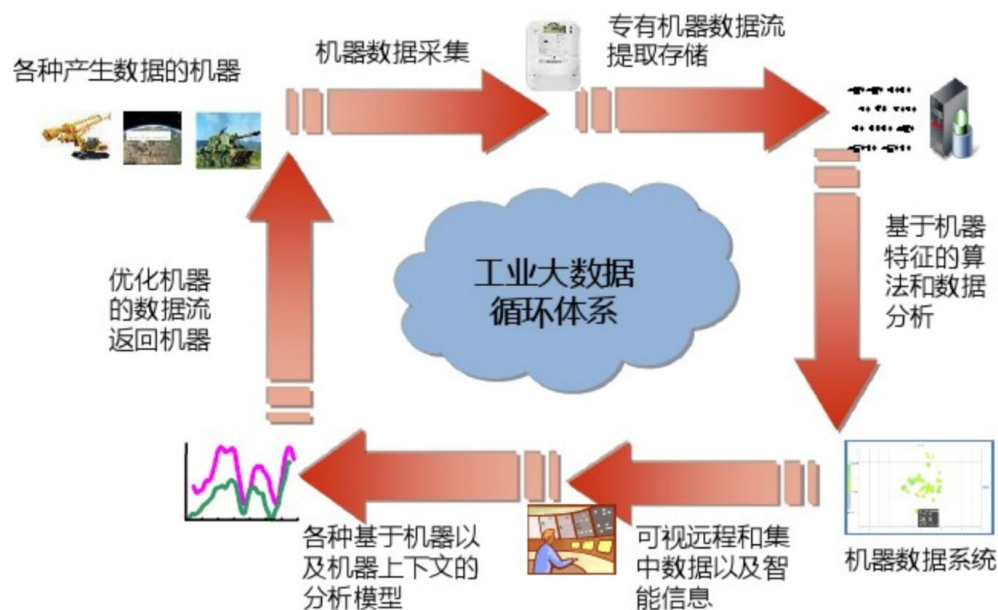 各种产生数据的机器
机器数据采集
专有机器数据流
提取存储
基于机器
特征的算
法和数据
分析
工业大数据
循环体系
优化机器
的数据流
返回机器
机器数据系统
可视远程和集
中数据以及智
能信息
各种基于机器以
及机器上下文的
分析模型